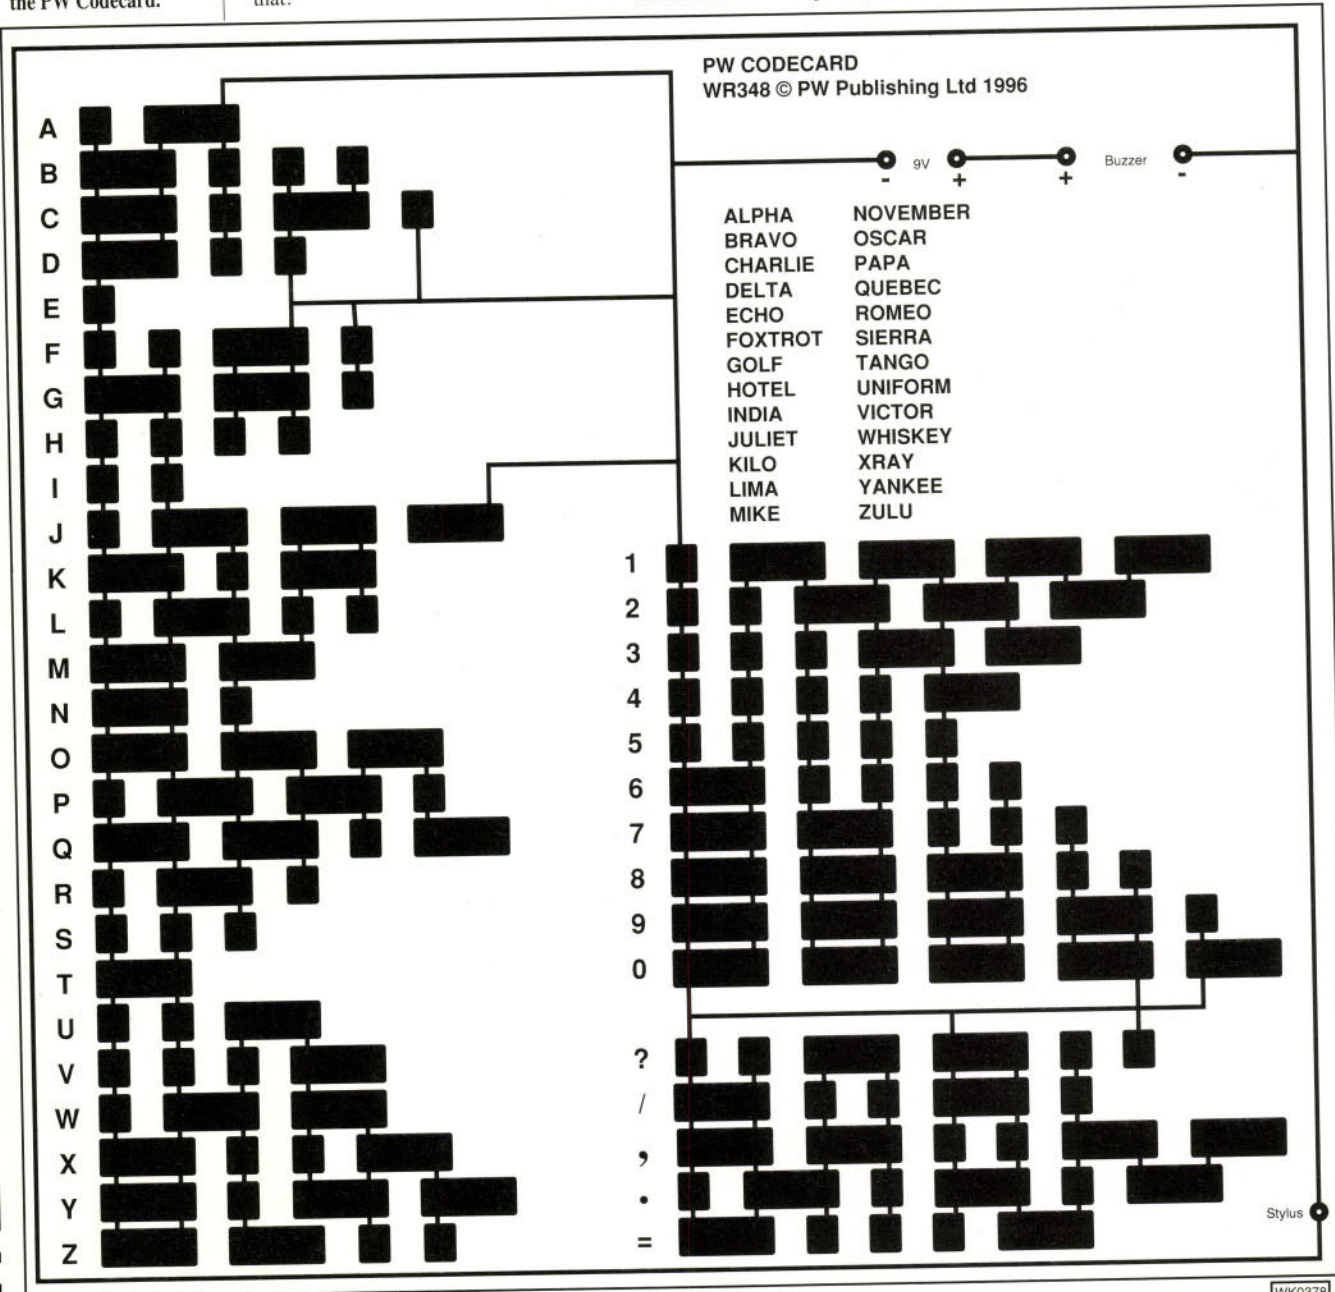 the PW Codecard.
that?
PW CODECARD
WR348 © PW Publishing Ltd 1996
9V
Buzzer
- + + -
ALPHA NOVEMBER
BRAVO OSCAR
CHARLIE PAPA
DELTA QUEBEC
ECHO ROMEO
FOXTROT SIERRA
GOLF TANGO
HOTEL UNIFORM
INDIA VICTOR
JULIET WHISKEY
KILO XRAY
LIMA YANKEE
MIKE ZULU
A
B
C
D
E
F
G
H
I
J
K
L
M
N
O
P
Q
R
S
T
U
V
W
X
Y
Z
1
2
3
4
5
6
7
8
9
0
?
/
,
.
=
Stylus
WK0378